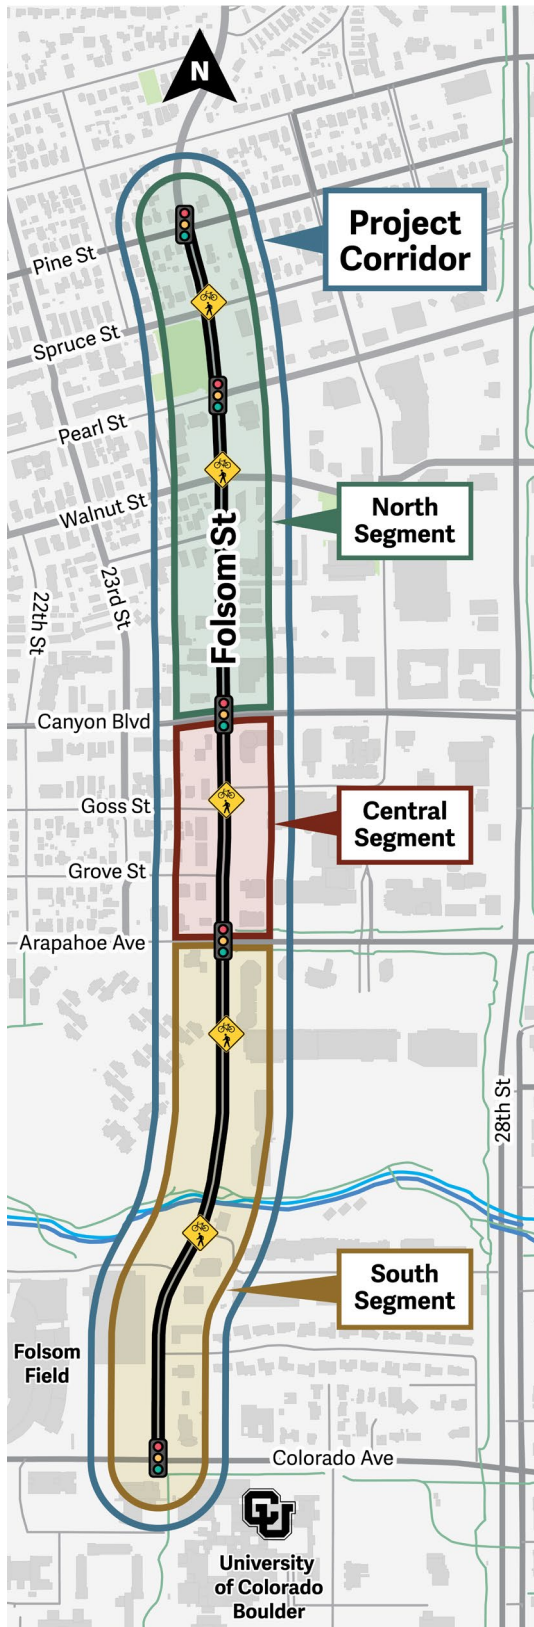 N
Project
Corridor
Pine St
Spruce St
Pearl St
Walnut St
North
Segment
Folsom St
23rd St
22th St
Canyon Blvd
Goss St
Central
Segment
Grove St
Arapahoe Ave
28th St
South
Segment
Folsom
Field
Colorado Ave
CU
University
of Colorado
Boulder